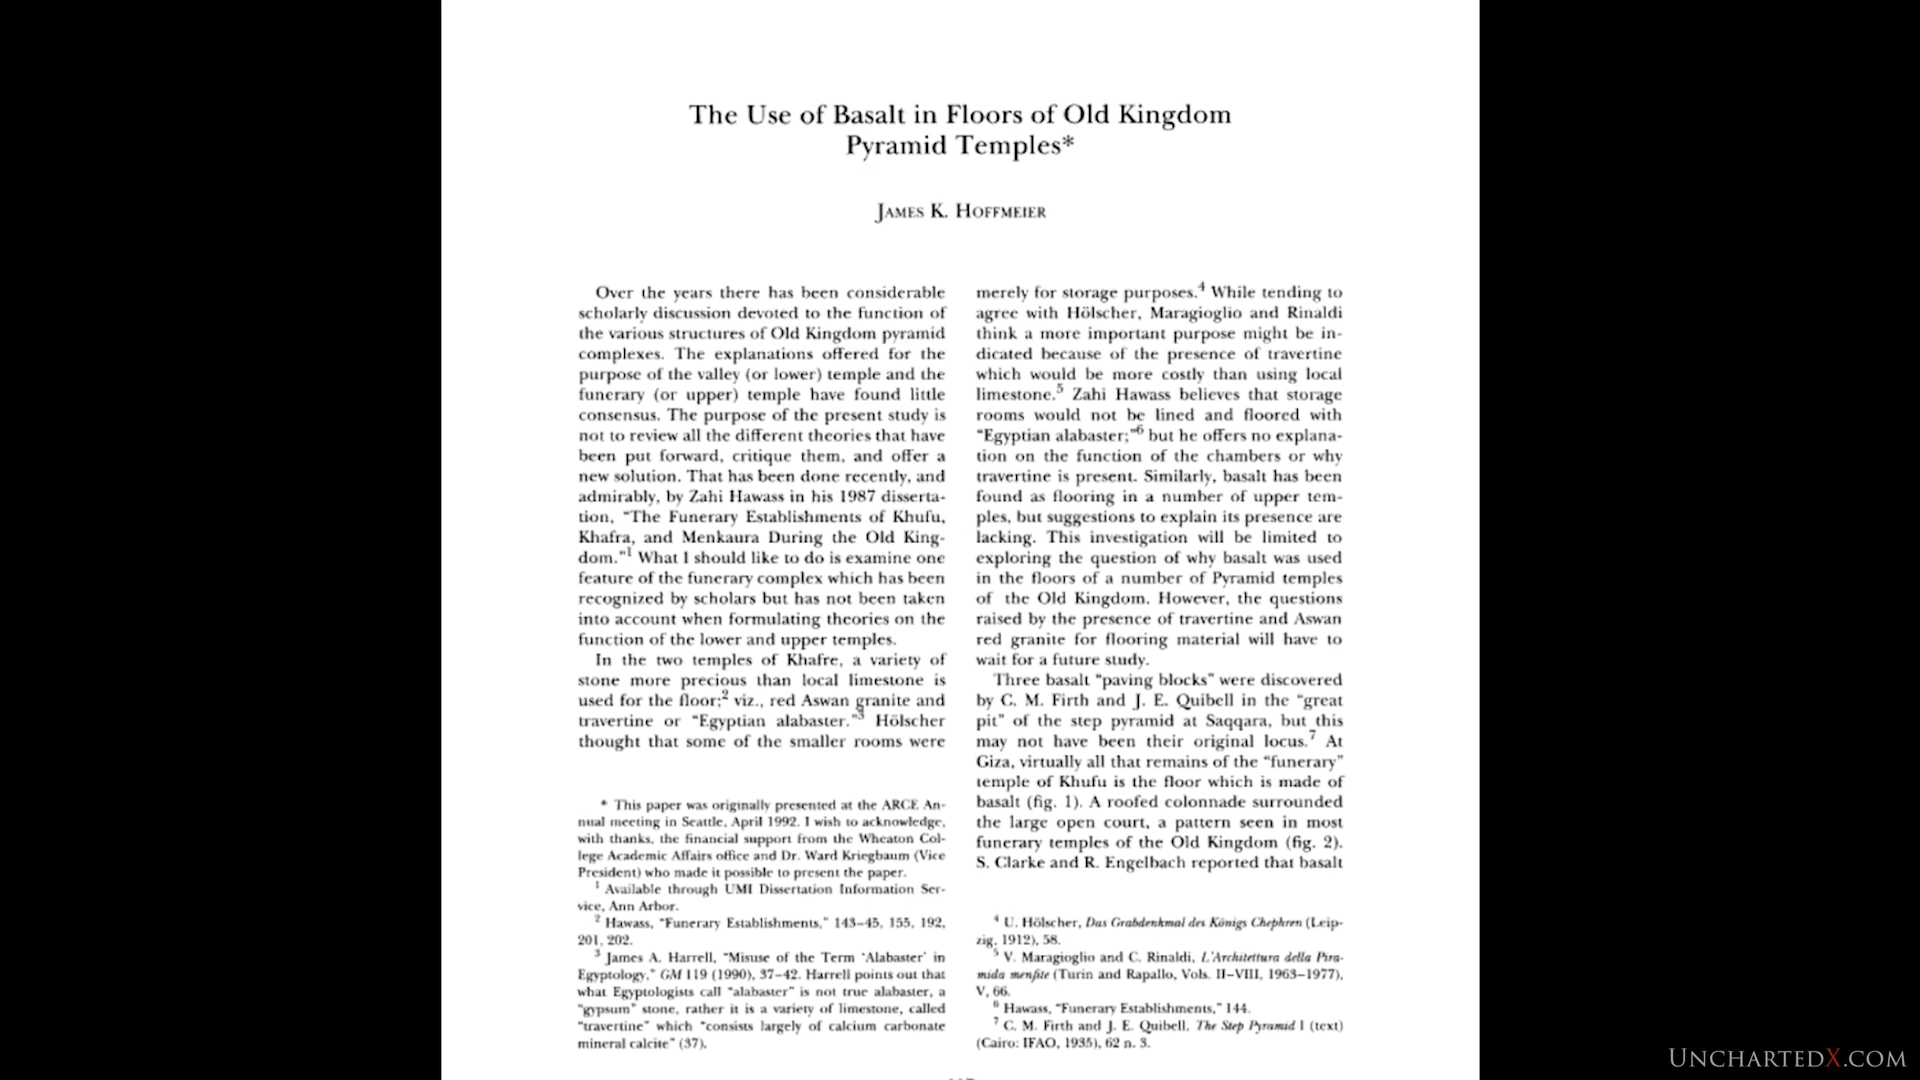 The Use of Basalt in Floors of Old Kingdom
Pyramid Temples*
JAMES K. HOFFMEIER
Over the years there has been considerable
scholarly discussion devoted to the function of
the various structures of Old Kingdom pyramid
complexes. The explanations offered for the
purpose of the valley (or lower) temple and the
funerary (or upper) temple have found little
consensus. The purpose of the present study is
not to review all the different theories that have
been put forward, critique them, and offer a
new solution. That has been done recently, and
admirably, by Zahi Hawass in his 1987 disserta-
tion, "The Funerary Establishments of Khufu,
Khafra, and Menkaura During the Old King-
dom."1 What I should like to do is examine one
feature of the funerary complex which has been
recognized by scholars but has not been taken
into account when formulating theories on the
function of the lower and upper temples.
In the two temples of Khafre, a variety of
stone more precious than local limestone is
used for the floor;2 viz., red Aswan granite and
travertine or "Egyptian alabaster."3 Hölscher
thought that some of the smaller rooms were
* This paper was originally presented at the ARCE An-
nual meeting in Seattle, April 1992. I wish to acknowledge,
with thanks, the financial support from the Wheaton Col-
lege Academic Affairs office and Dr. Ward Kriegbaum (Vice
President) who made it possible to present the paper.
1 Available through UMI Dissertation Information Ser-
vice, Ann Arbor.
2 Hawass, "Funerary Establishments," 143–45, 155, 192,
201, 202.
3 James A. Harrell, "Misuse of the Term 'Alabaster' in
Egyptology," GM 119 (1990), 37–42. Harrell points out that
what Egyptologists call "alabaster" is not true alabaster, a
"gypsum" stone, rather it is a variety of limestone, called
"travertine" which "consists largely of calcium carbonate
mineral calcite" (37).
merely for storage purposes.4 While tending to
agree with Hölscher, Maragioglio and Rinaldi
think a more important purpose might be in-
dicated because of the presence of travertine
which would be more costly than using local
limestone.5 Zahi Hawass believes that storage
rooms would not be lined and floored with
"Egyptian alabaster;"6 but he offers no explana-
tion on the function of the chambers or why
travertine is present. Similarly, basalt has been
found as flooring in a number of upper tem-
ples, but suggestions to explain its presence are
lacking. This investigation will be limited to
exploring the question of why basalt was used
in the floors of a number of Pyramid temples
of the Old Kingdom. However, the questions
raised by the presence of travertine and Aswan
red granite for flooring material will have to
wait for a future study.
Three basalt "paving blocks" were discovered
by C. M. Firth and J. E. Quibell in the "great
pit" of the step pyramid at Saqqara, but this
may not have been their original locus.7 At
Giza, virtually all that remains of the "funerary"
temple of Khufu is the floor which is made of
basalt (fig. 1). A roofed colonnade surrounded
the large open court, a pattern seen in most
funerary temples of the Old Kingdom (fig. 2).
S. Clarke and R. Engelbach reported that basalt
4 U. Hölscher, Das Grabdenkmal des Königs Chephren (Leip-
zig, 1912), 58.
5 V. Maragioglio and C. Rinaldi, L'Architettura della Pira-
mida menfite (Turin and Rapallo, Vols. II–VIII, 1963–1977),
V, 66.
6 Hawass, "Funerary Establishments," 144.
7 C. M. Firth and J. E. Quibell, The Step Pyramid I (text)
(Cairo: IFAO, 1935), 62 n. 3.
UNCHARTEDX.COM